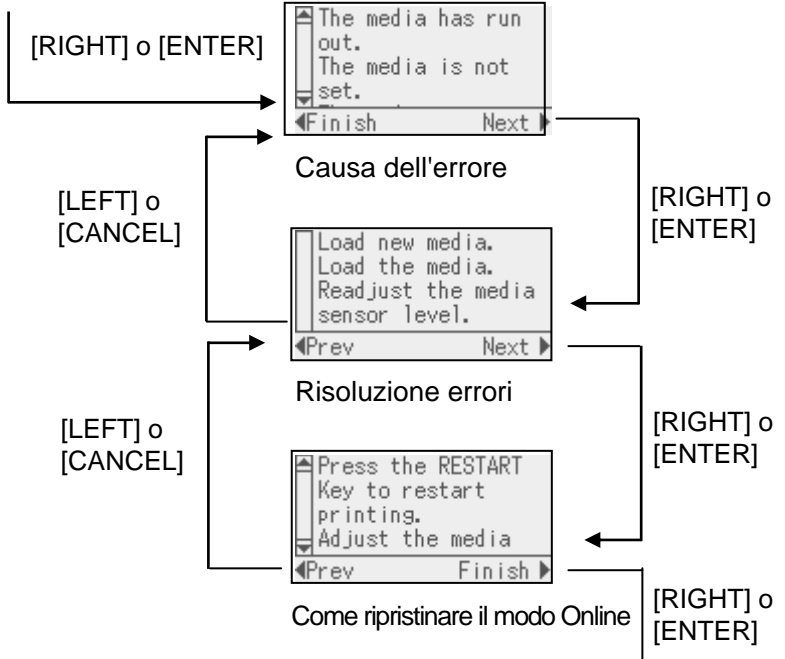 [RIGHT] o [ENTER]
The media has run
out.
The media is not
set.
Finish Next
Causa dell'errore
[LEFT] o
[CANCEL]
[RIGHT] o
[ENTER]
Load new media.
Load the media.
Readjust the media
sensor level.
Prev Next
Risoluzione errori
[LEFT] o
[CANCEL]
[RIGHT] o
[ENTER]
Press the RESTART
Key to restart
printing.
Adjust the media
Prev Finish
Come ripristinare il modo Online
[RIGHT] o
[ENTER]